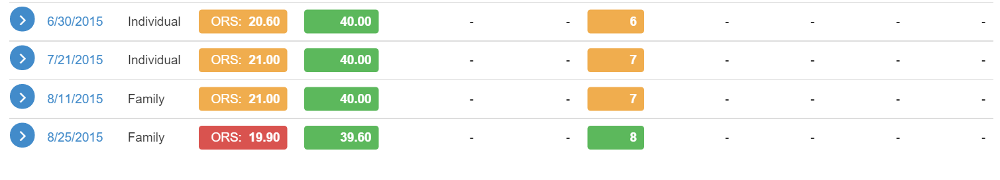 6/30/2015 Individual ORS: 20.60 40.00 - - 6 - - - -
7/21/2015 Individual ORS: 21.00 40.00 - - 7 - - - -
8/11/2015 Family ORS: 21.00 40.00 - - 7 - - - -
8/25/2015 Family ORS: 19.90 39.60 - - 8 - - - -